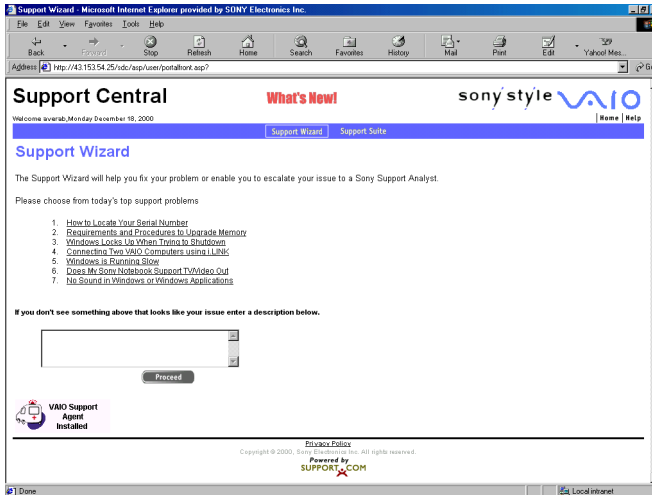 Support Wizard - Microsoft Internet Explorer provided by SONY Electronics Inc.
File Edit View Favorites Tools Help
Back Forward Stop Refresh Home Search Favorites History Mail Print Edit Yahoo! Mes...
Address http://43.153.54.25/sdc/asp/user/portalfront.asp?
Support Central What's New! sonystyle VAIO
Welcome averab,Monday December 18, 2000 Home | Help
Support Wizard Support Suite
Support Wizard
The Support Wizard will help you fix your problem or enable you to escalate your issue to a Sony Support Analyst.
Please choose from today's top support problems
1. How to Locate Your Serial Number
2. Requirements and Procedures to Upgrade Memory
3. Windows Locks Up When Trying to Shutdown
4. Connecting Two VAIO Computers using i.LINK
5. Windows is Running Slow
6. Does My Sony Notebook Support TV/Video Out
7. No Sound in Windows or Windows Applications
If you don't see something above that looks like your issue enter a description below.
Proceed
VAIO Support
Agent
Installed
Privacy Policy
Copyright © 2000, Sony Electronics Inc. All rights reserved.
Powered by
SUPPORT.COM
Done Local intranet